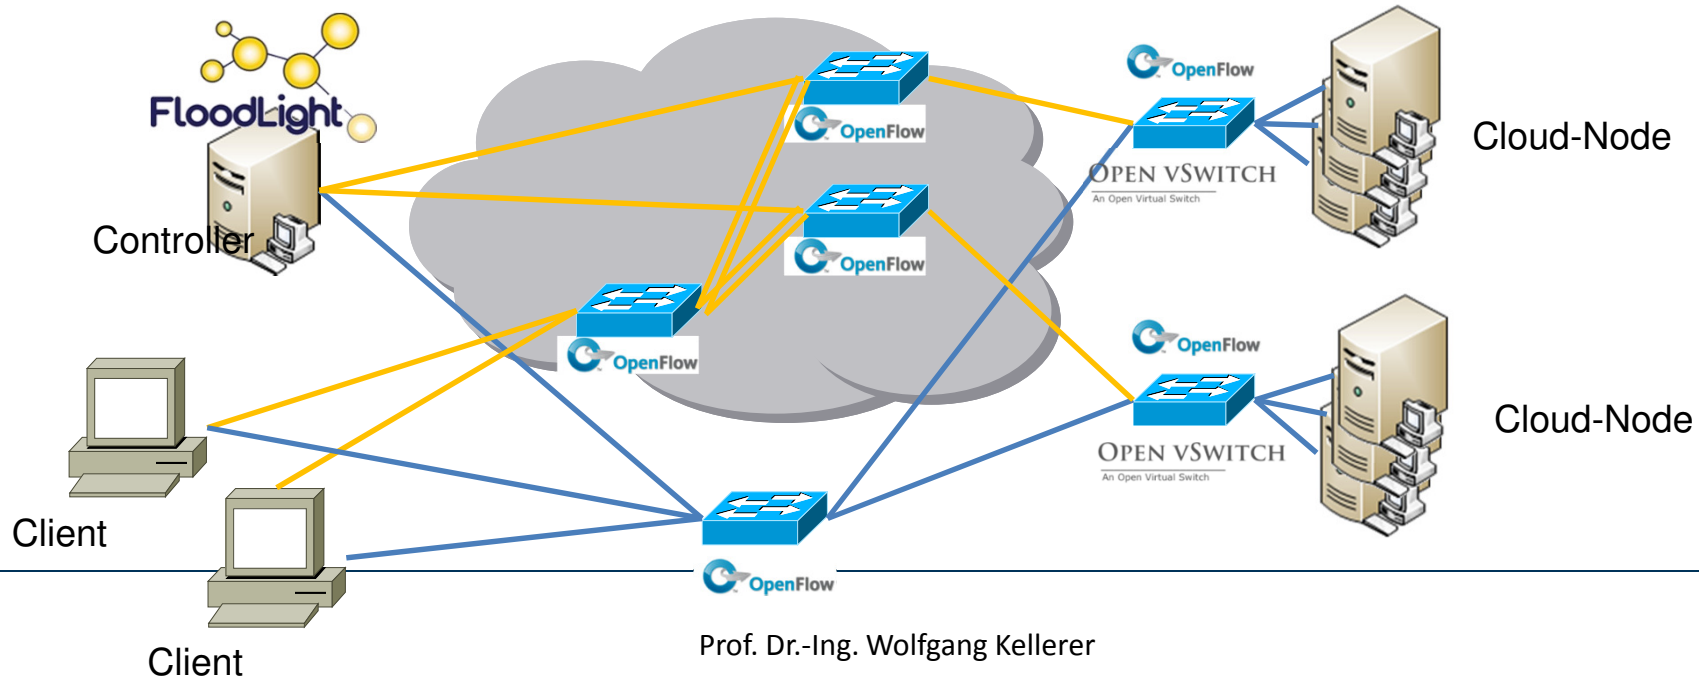 FloodLight
Controller
OpenFlow
OpenFlow
OpenFlow
OpenFlow
OPEN VSWITCH
An Open Virtual Switch
Cloud-Node
OpenFlow
OPEN VSWITCH
An Open Virtual Switch
Cloud-Node
Client
Client
OpenFlow
Prof. Dr.-Ing. Wolfgang Kellerer